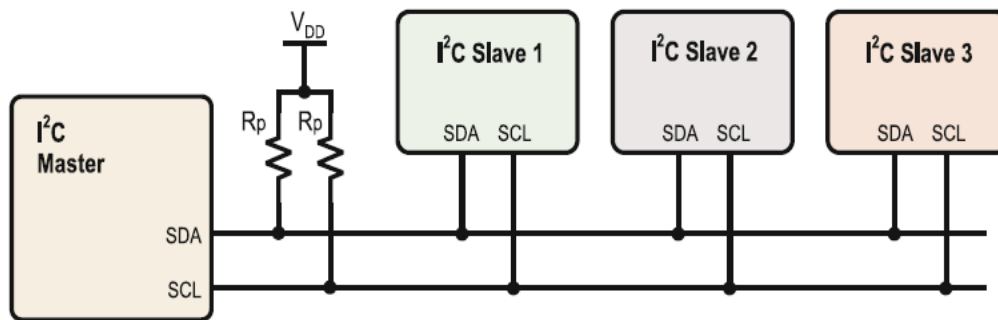 V_DD
I²C Slave 1
I²C Slave 2
I²C Slave 3
I²C
Master
Rp
Rp
SDA SCL
SDA SCL
SDA SCL
SDA
SCL